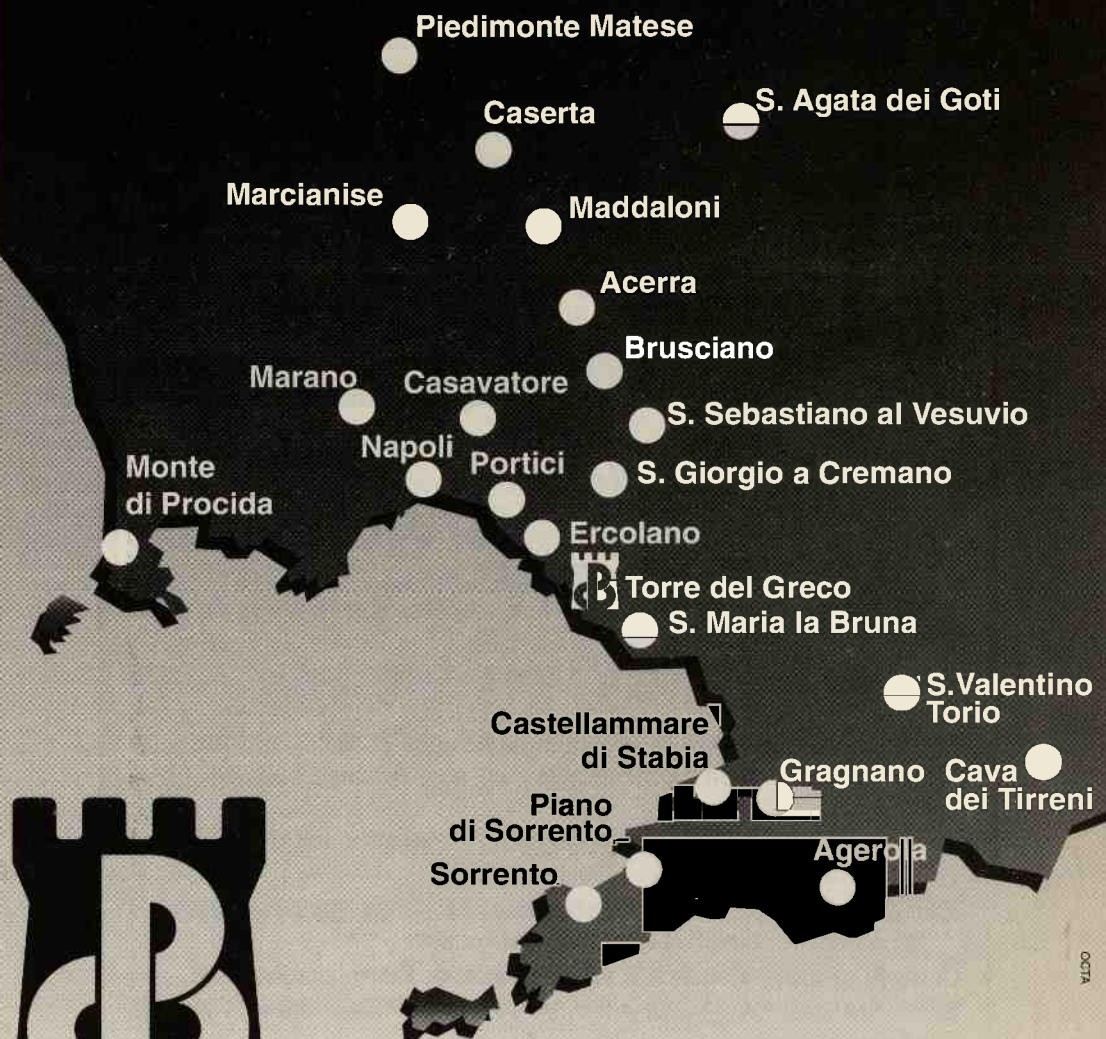 Piedimonte Matese
S. Agata dei Goti
Caserta
Marcianise
Maddaloni
Acerra
Brusciano
Marano
Casavatore
S. Sebastiano al Vesuvio
Napoli
Portici
S. Giorgio a Cremano
Monte
di Procida
Ercolano
Torre del Greco
S. Maria la Bruna
S.Valentino
Torio
Castellammare
di Stabia
Gragnano
Cava
dei Tirreni
Piano
di Sorrento
Agerola
Sorrento
OCTA